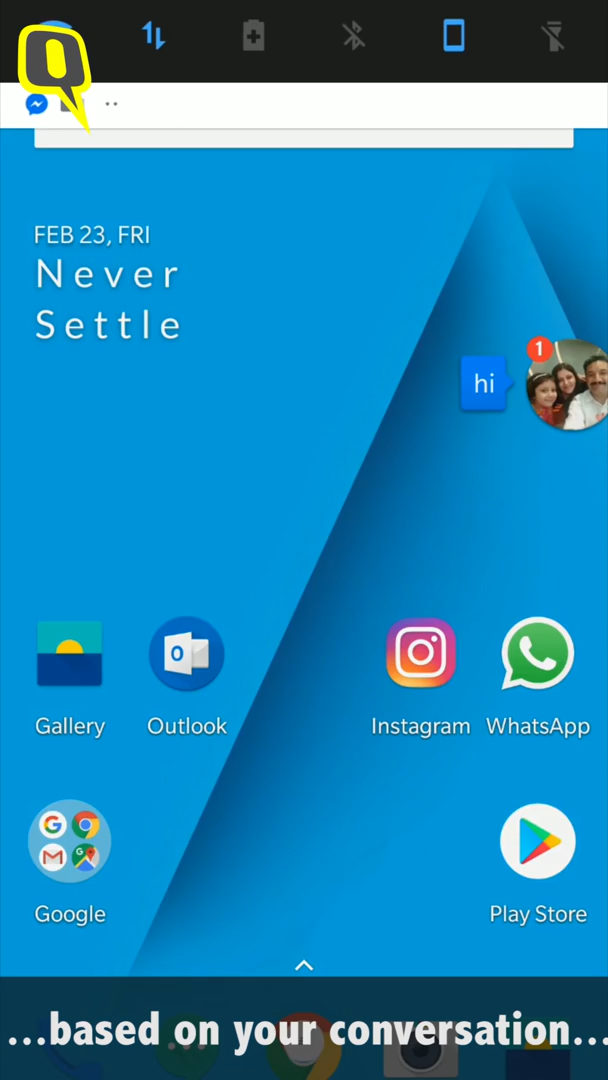 FEB 23, FRI
Never
Settle
1
hi
Gallery
Outlook
Instagram
WhatsApp
Google
Play Store
...based on your conversation...